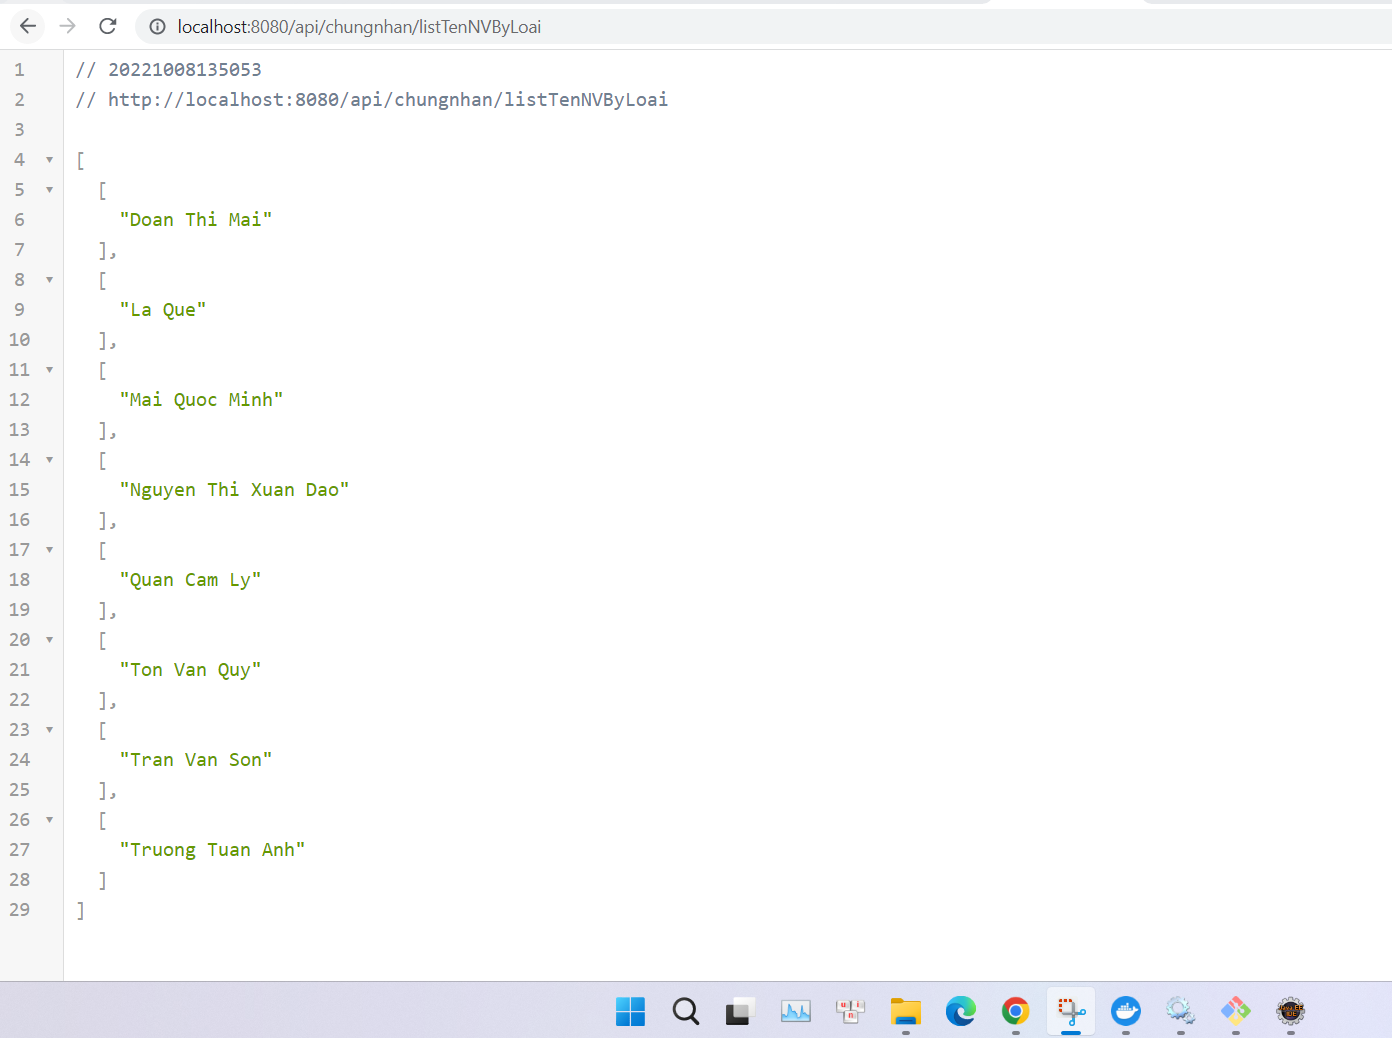 localhost:8080/api/chungnhan/listTenNVByLoai
1 // 20221008135053
2 // http://localhost:8080/api/chungnhan/listTenNVByLoai
3
4 [
5 [
6 "Doan Thi Mai"
7 ],
8 [
9 "La Que"
10 ],
11 [
12 "Mai Quoc Minh"
13 ],
14 [
15 "Nguyen Thi Xuan Dao"
16 ],
17 [
18 "Quan Cam Ly"
19 ],
20 [
21 "Ton Van Quy"
22 ],
23 [
24 "Tran Van Son"
25 ],
26 [
27 "Truong Tuan Anh"
28 ]
29 ]